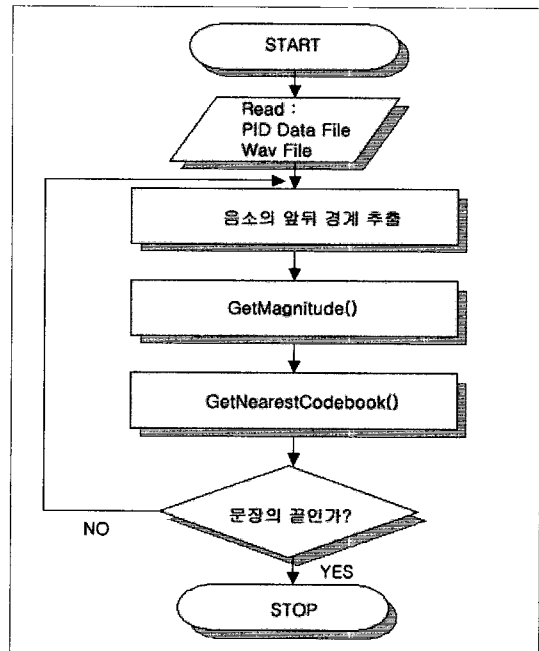 START
Read :
PID Data File
Wav File
음소의 앞뒤 경계 추출
GetMagnitude()
GetNearestCodebook()
문장의 끝인가?
NO
YES
STOP